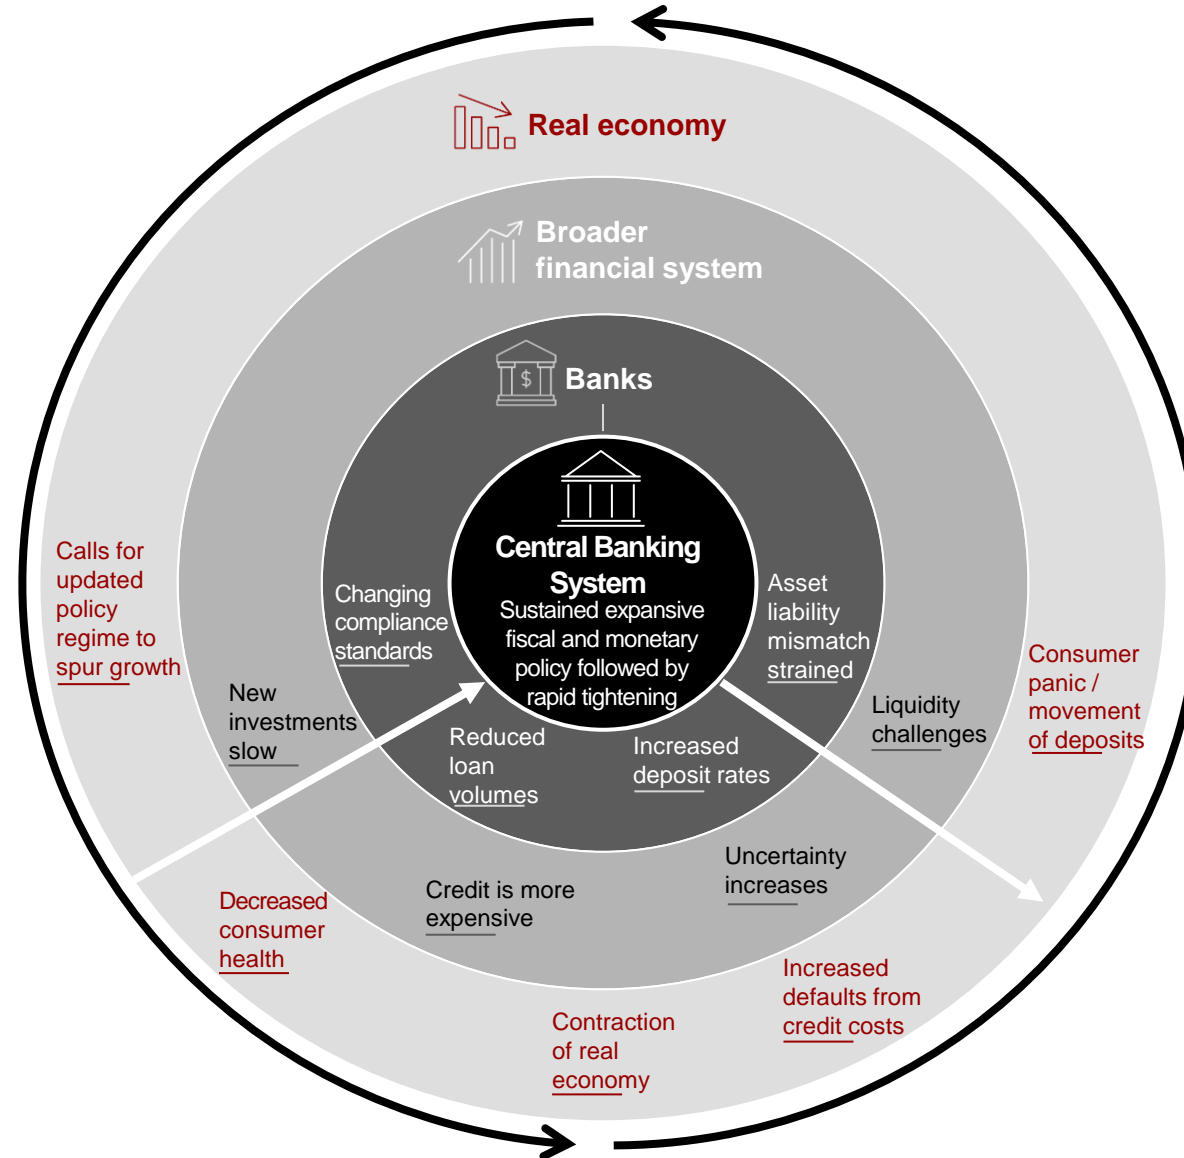 Real economy
Broader
financial system
$
Banks
Central Banking
System
Sustained expansive
fiscal and monetary
policy followed by
rapid tightening
Changing
compliance
standards
Asset
liability
mismatch
strained
Reduced
loan
volumes
Increased
deposit rates
New
investments
slow
Liquidity
challenges
Credit is more
expensive
Uncertainty
increases
Calls for
updated
policy
regime to
spur growth
Consumer
panic /
movement
of deposits
Decreased
consumer
health
Increased
defaults from
credit costs
Contraction
of real
economy